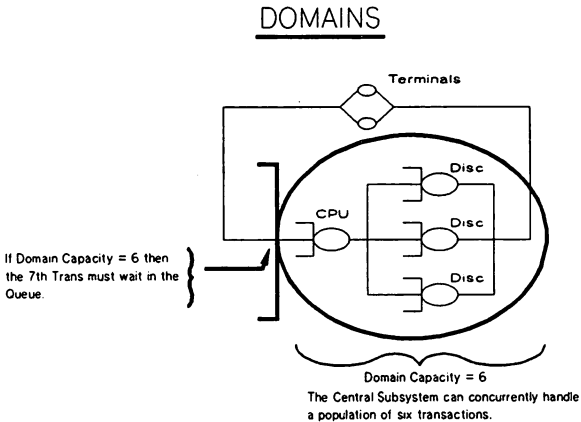 DOMAINS
Terminals
Disc
CPU
Disc
Disc
If Domain Capacity = 6 then
the 7th Trans must wait in the
Queue.
Domain Capacity = 6
The Central Subsystem can concurrently handle
a population of six transactions.